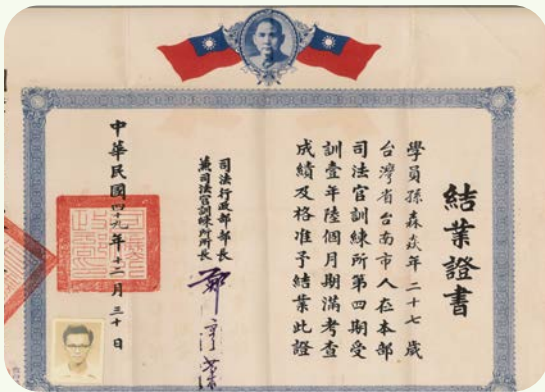 結業證書
學員孫森焱年二十七歲
台灣省台南市人在本部
司法官訓練所第四期受
訓壹年陸個月期滿考查
成績及格准予結業此證
司法行政部部長
兼司法官訓練所所長
鄭彥棻
中華民國四十九年十二月三十日